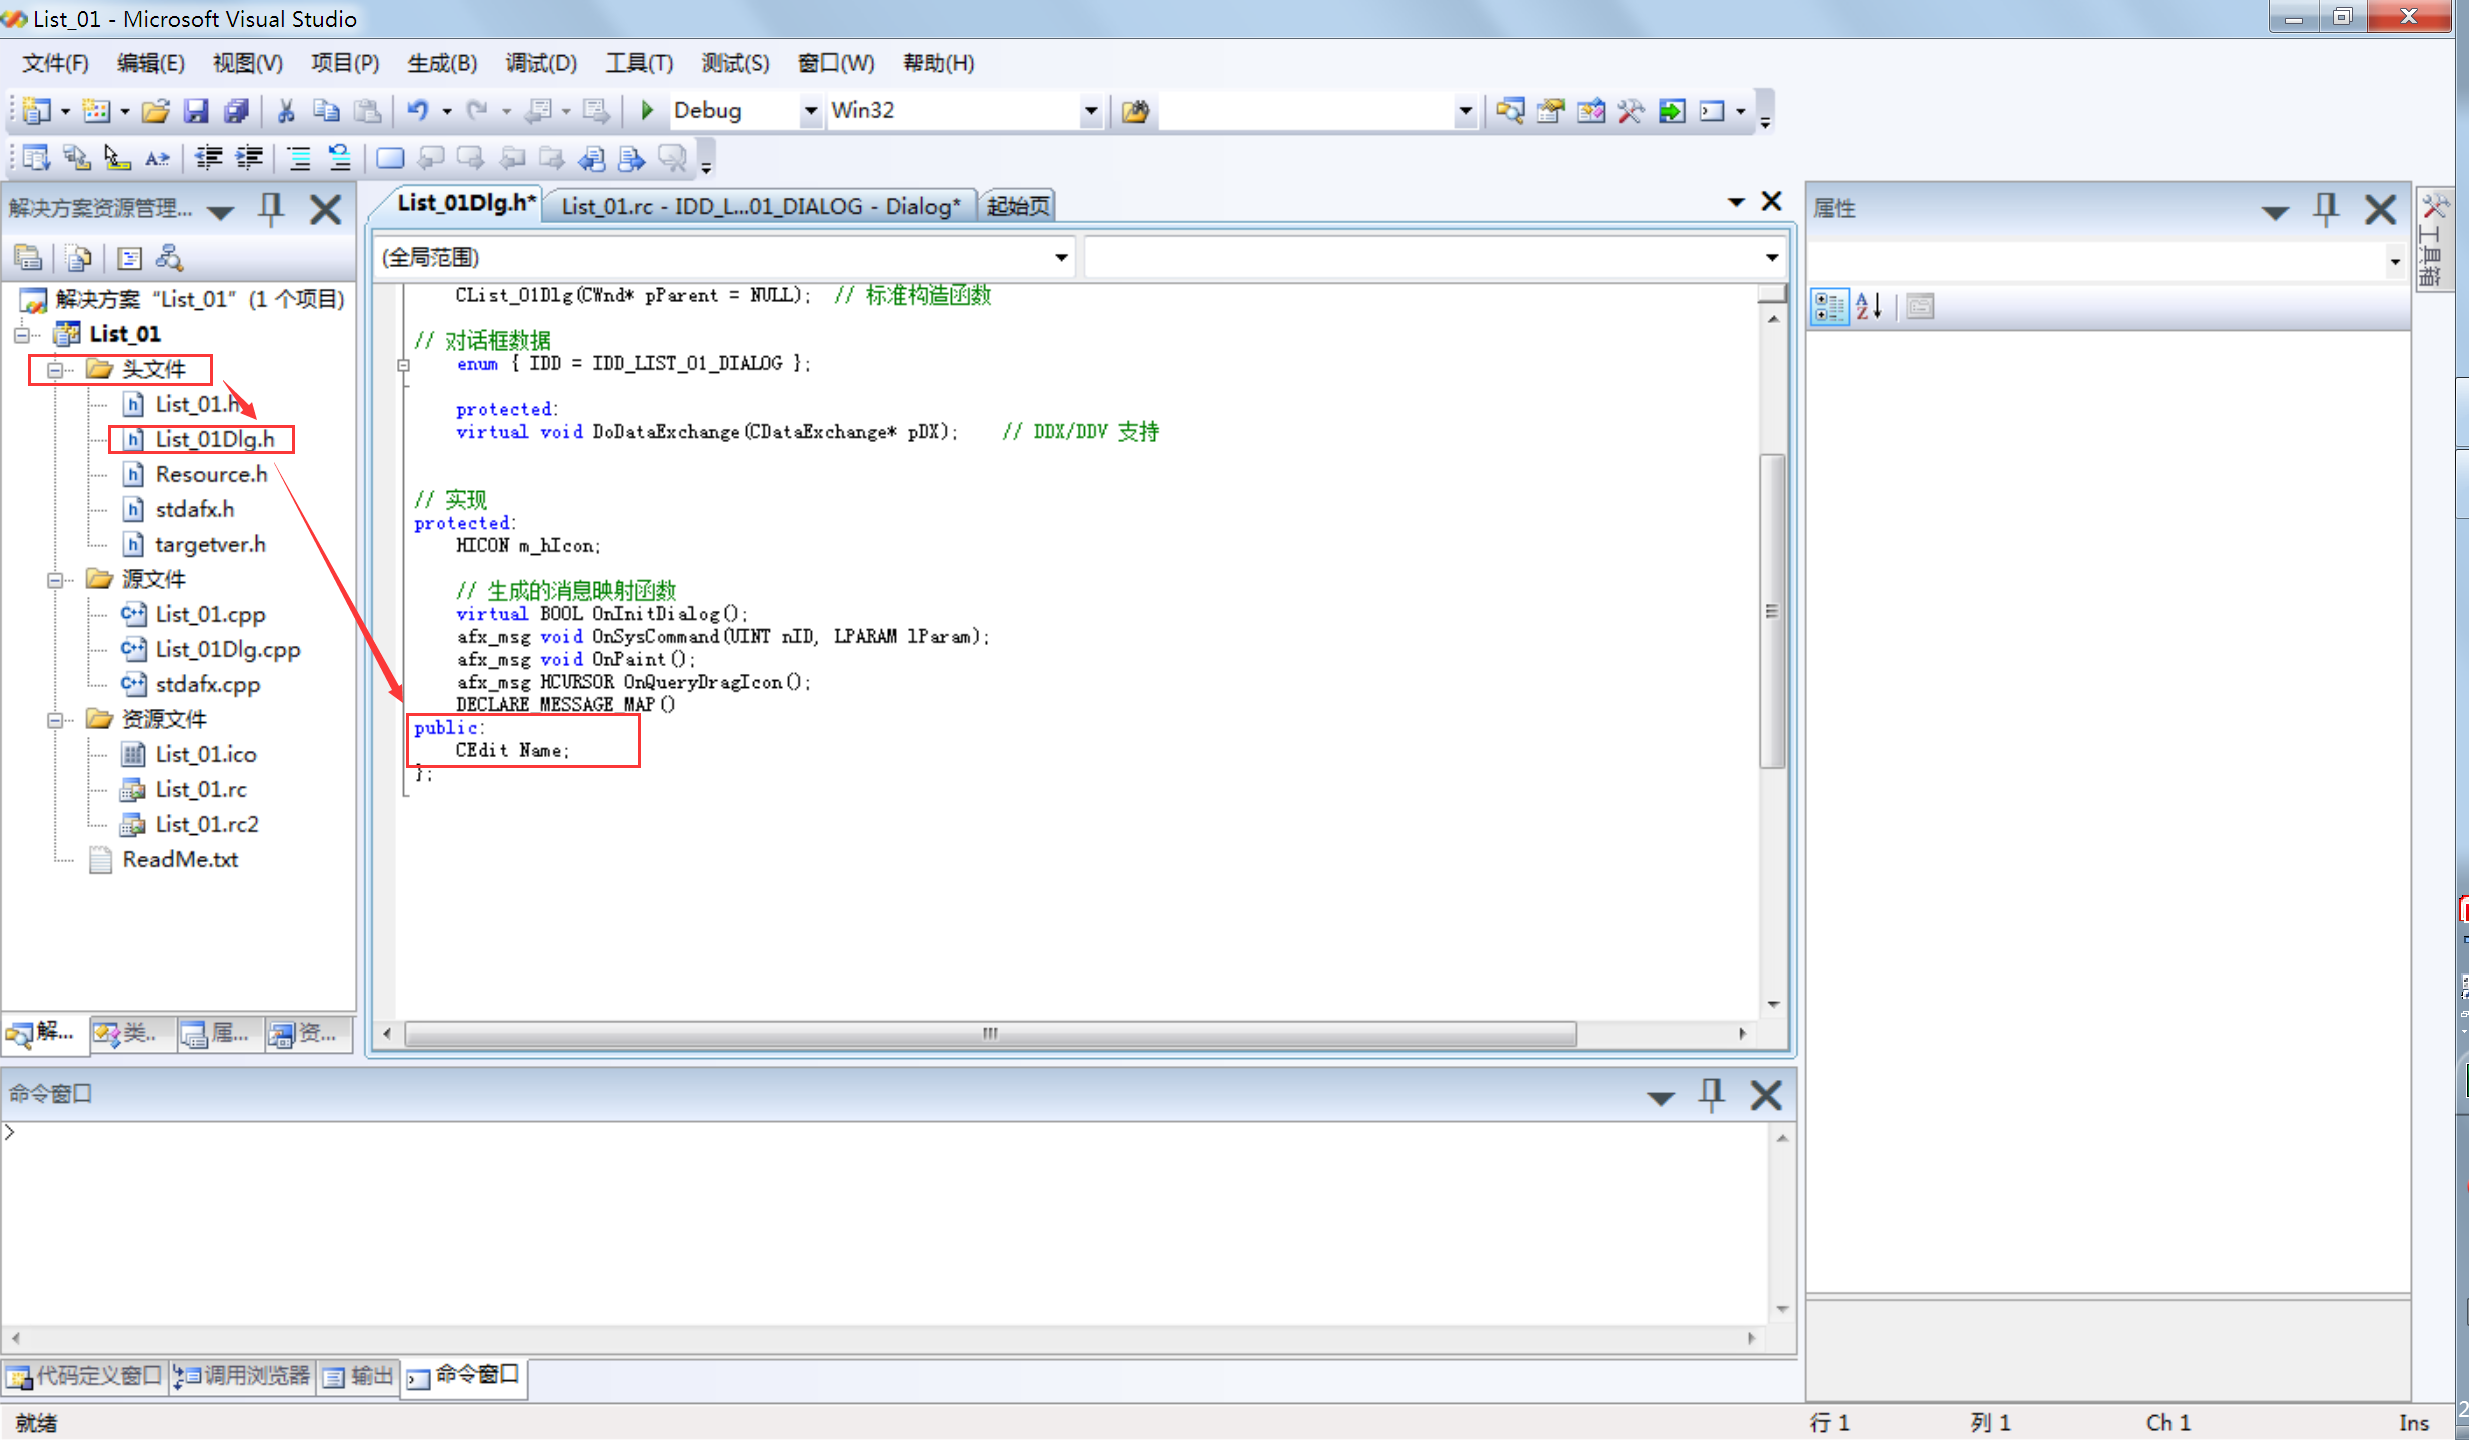 List_01 - Microsoft Visual Studio
文件(F) 编辑(E) 视图(V) 项目(P) 生成(B) 调试(D) 工具(T) 测试(S) 窗口(W) 帮助(H)
Debug Win32
解决方案资源管理...
解决方案 “List_01” (1 个项目)
List_01
头文件
List_01.h
List_01Dlg.h
Resource.h
stdafx.h
targetver.h
源文件
List_01.cpp
List_01Dlg.cpp
stdafx.cpp
资源文件
List_01.ico
List_01.rc
List_01.rc2
ReadMe.txt
解... 类.. 属... 资...
List_01Dlg.h* List_01.rc - IDD_L...01_DIALOG - Dialog* 起始页
(全局范围)
CList_01Dlg(CWnd* pParent = NULL); // 标准构造函数
// 对话框数据
enum { IDD = IDD_LIST_01_DIALOG };
protected:
virtual void DoDataExchange(CDataExchange* pDX); // DDX/DDV 支持
// 实现
protected:
HICON m_hIcon;
// 生成的消息映射函数
virtual BOOL OnInitDialog();
afx_msg void OnSysCommand(UINT nID, LPARAM lParam);
afx_msg void OnPaint();
afx_msg HCURSOR OnQueryDragIcon();
DECLARE_MESSAGE_MAP()
public:
CEdit Name;
};
属性
工具箱
命令窗口
>
代码定义窗口 调用浏览器 输出 命令窗口
就绪 行 1 列 1 Ch 1 Ins